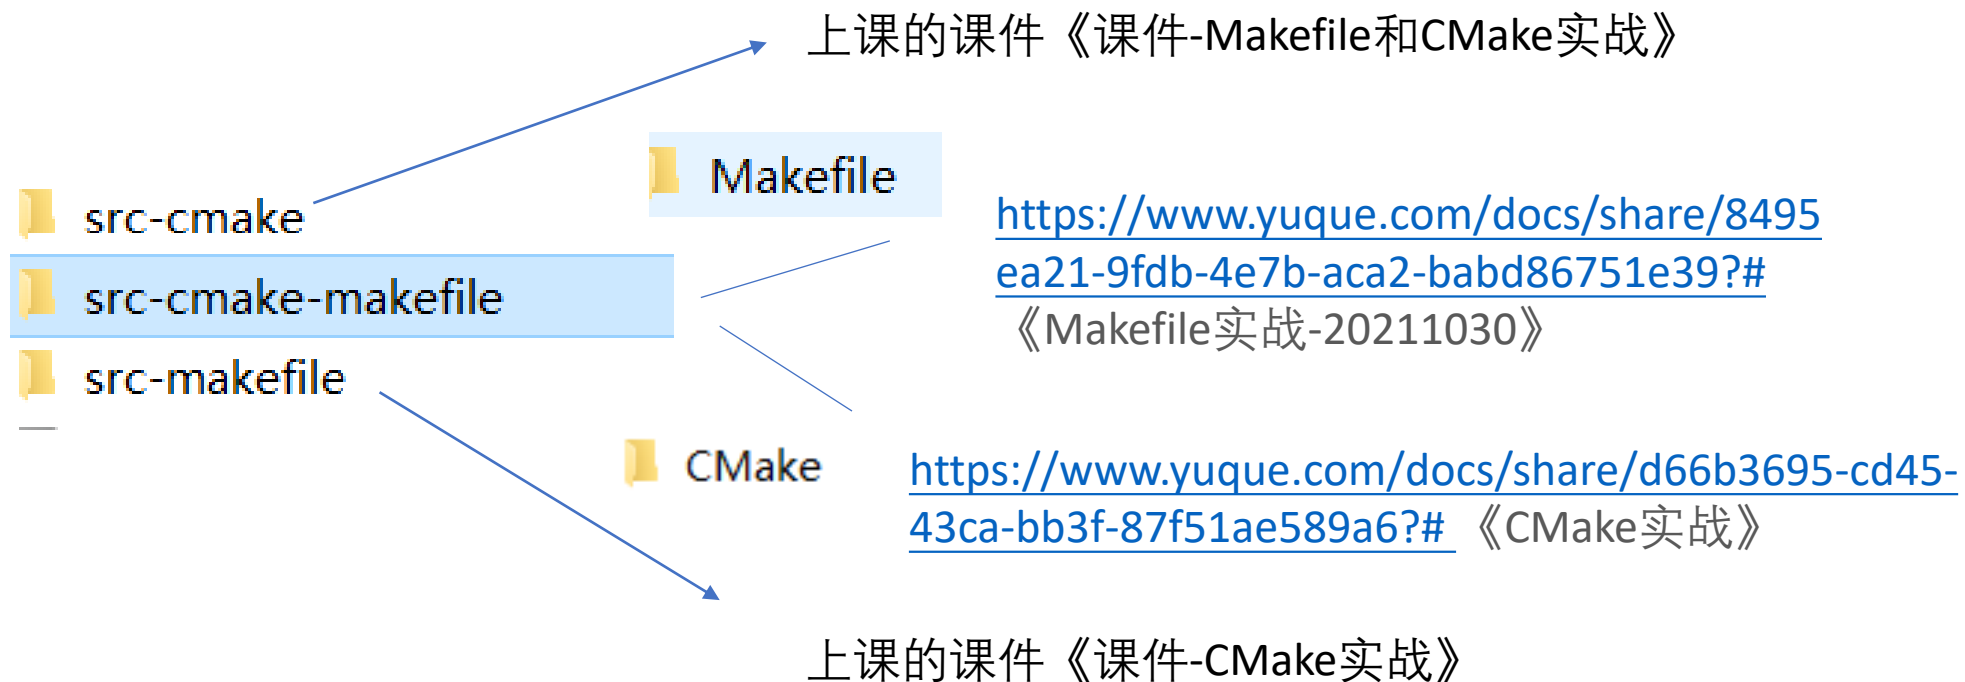 上课的课件《课件-Makefile和CMake实战》
Makefile
src-cmake
https://www.yuque.com/docs/share/8495
ea21-9fdb-4e7b-aca2-babd86751e39?#
《Makefile实战-20211030》
src-cmake-makefile
src-makefile
CMake
https://www.yuque.com/docs/share/d66b3695-cd45-
43ca-bb3f-87f51ae589a6?# 《CMake实战》
上课的课件《课件-CMake实战》